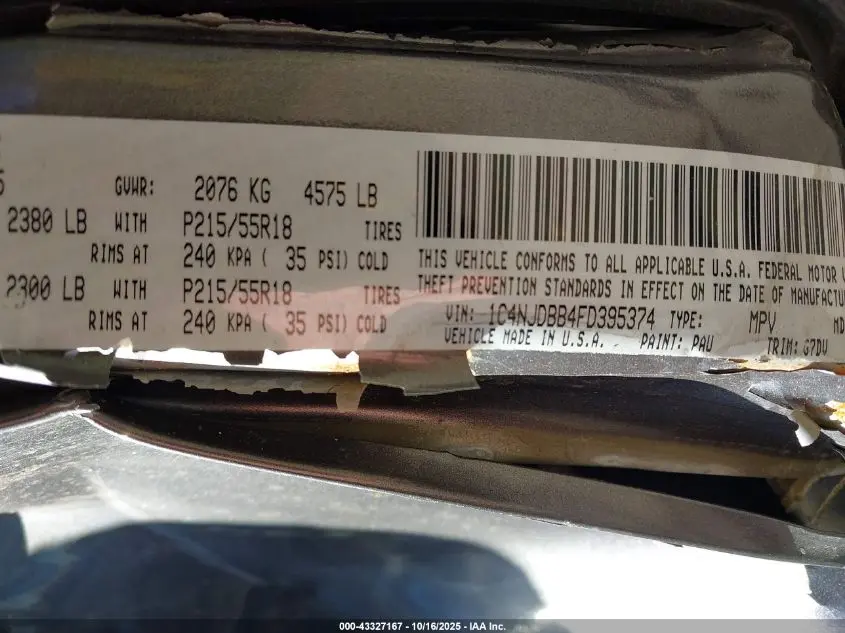 GVWR: 2076 KG 4575 LB
2380 LB WITH P215/55R18 TIRES
RIMS AT 240 KPA ( 35 PSI) COLD
2300 LB WITH P215/55R18 TIRES
RIMS AT 240 KPA ( 35 PSI) COLD
THIS VEHICLE CONFORMS TO ALL APPLICABLE U.S.A. FEDERAL MOTOR
THEFT PREVENTION STANDARDS IN EFFECT ON THE DATE OF MANUFACTU
VIN: 1C4NJDBB4FD395374 TYPE: MPV MD
VEHICLE MADE IN U.S.A. PAINT: PAU TRIM: G7DV
000-43327167 - 10/16/2025 - IAA Inc.